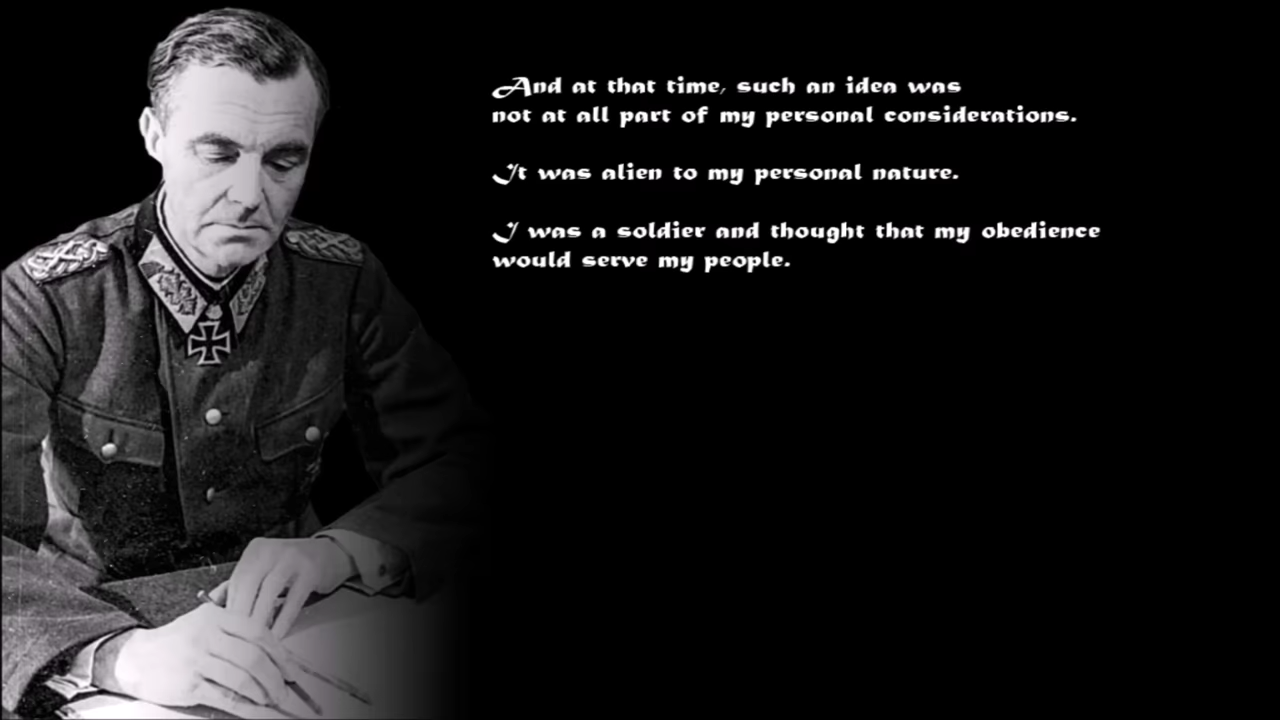 And at that time, such an idea was
not at all part of my personal considerations.
It was alien to my personal nature.
I was a soldier and thought that my obedience
would serve my people.